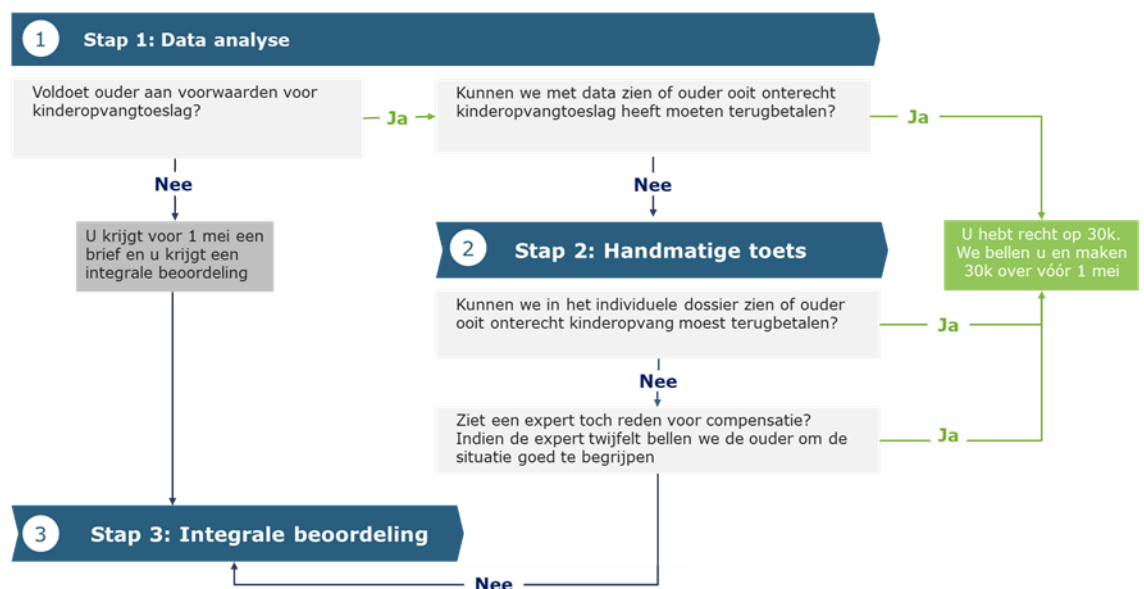 1 Stap 1: Data analyse
Voldoet ouder aan voorwaarden voor
kinderopvangtoeslag?
Ja
Kunnen we met data zien of ouder ooit onterecht
kinderopvangtoeslag heeft moeten terugbetalen?
Ja
Nee
Nee
U krijgt voor 1 mei een
brief en u krijgt een
integrale beoordeling
2 Stap 2: Handmatige toets
U hebt recht op 30k.
We bellen u en maken
30k over vóór 1 mei
Kunnen we in het individuele dossier zien of ouder
ooit onterecht kinderopvang moest terugbetalen?
Ja
Nee
Ziet een expert toch reden voor compensatie?
Indien de expert twijfelt bellen we de ouder om de
situatie goed te begrijpen
Ja
3 Stap 3: Integrale beoordeling
Nee